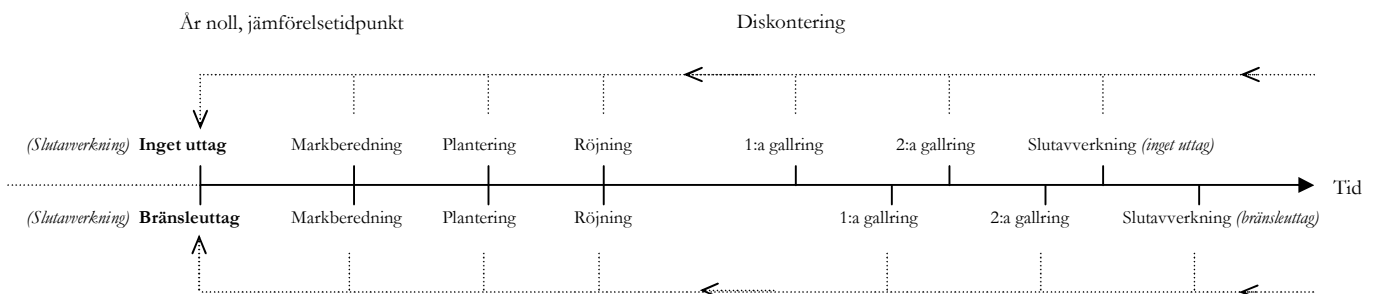 År noll, jämförelsetidpunkt Diskontering
(Slutavverkning) Inget uttag Markberedning Plantering Röjning 1:a gallring 2:a gallring Slutavverkning (inget uttag)
Tid
(Slutavverkning) Bränsleuttag Markberedning Plantering Röjning 1:a gallring 2:a gallring Slutavverkning (bränsleuttag)